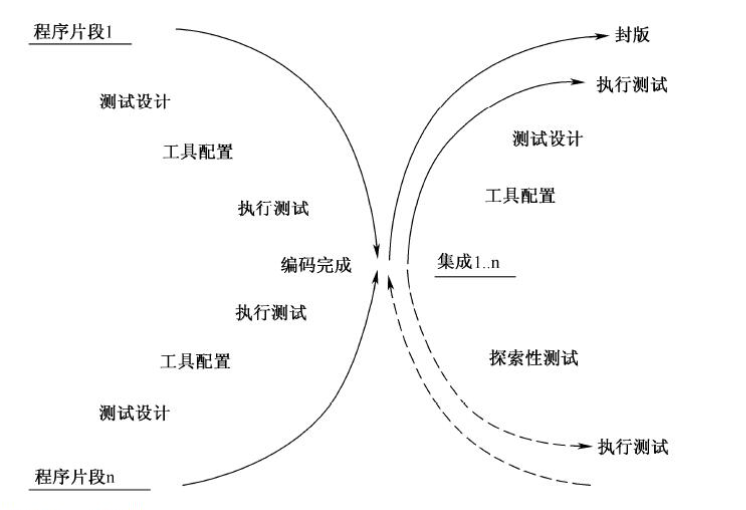 程序片段1
测试设计
工具配置
执行测试
编码完成
执行测试
工具配置
测试设计
程序片段n
封版
执行测试
测试设计
工具配置
集成1..n
探索性测试
执行测试